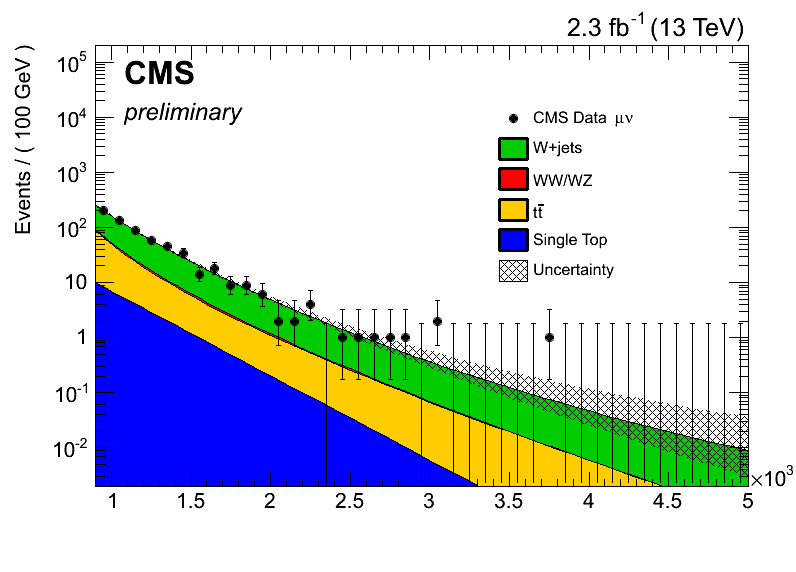 2.3 fb⁻¹ (13 TeV)
CMS
preliminary
Events / ( 100 GeV )
10⁵
10⁴
10³
10²
10
1
10⁻¹
10⁻²
CMS Data μν
W+jets
WW/WZ
tt̄
Single Top
Uncertainty
1 1.5 2 2.5 3 3.5 4 4.5 5
×10³